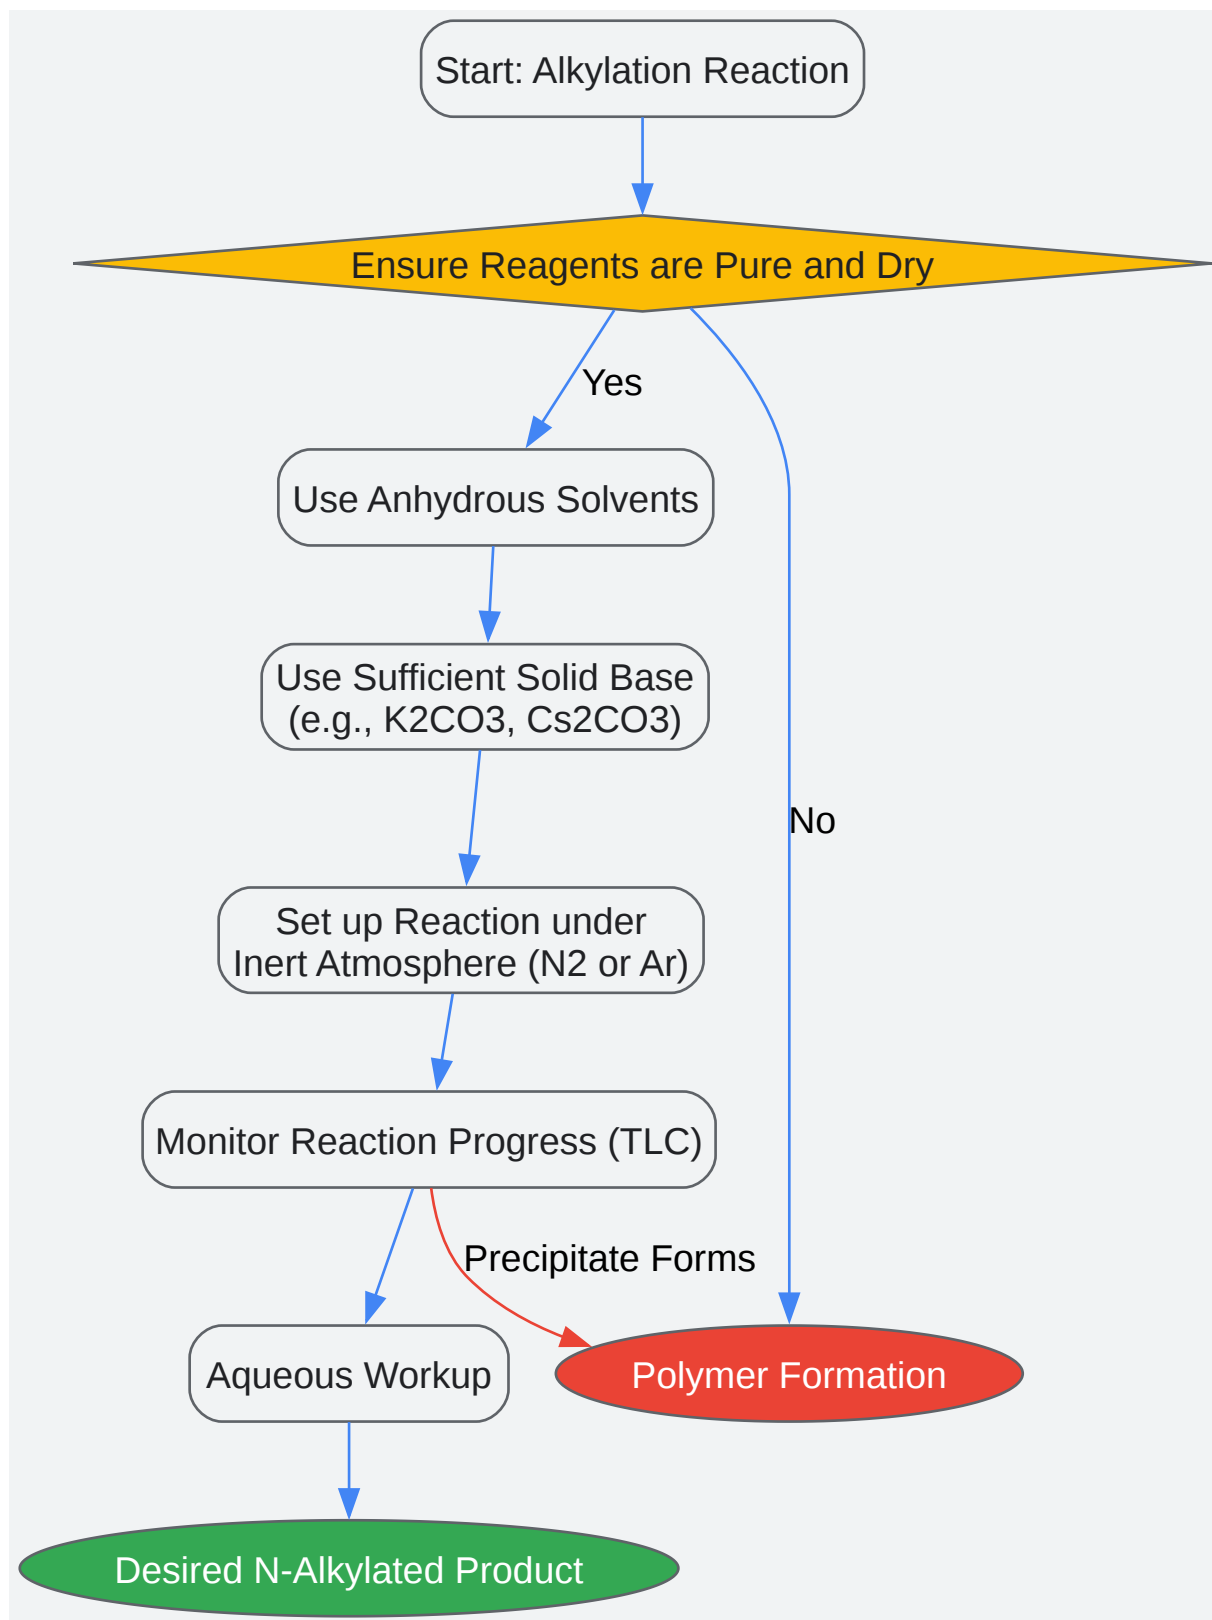 Start: Alkylation Reaction
Ensure Reagents are Pure and Dry
Yes
Use Anhydrous Solvents
Use Sufficient Solid Base
(e.g., K2CO3, Cs2CO3)
No
Set up Reaction under
Inert Atmosphere (N2 or Ar)
Monitor Reaction Progress (TLC)
Precipitate Forms
Aqueous Workup
Polymer Formation
Desired N-Alkylated Product